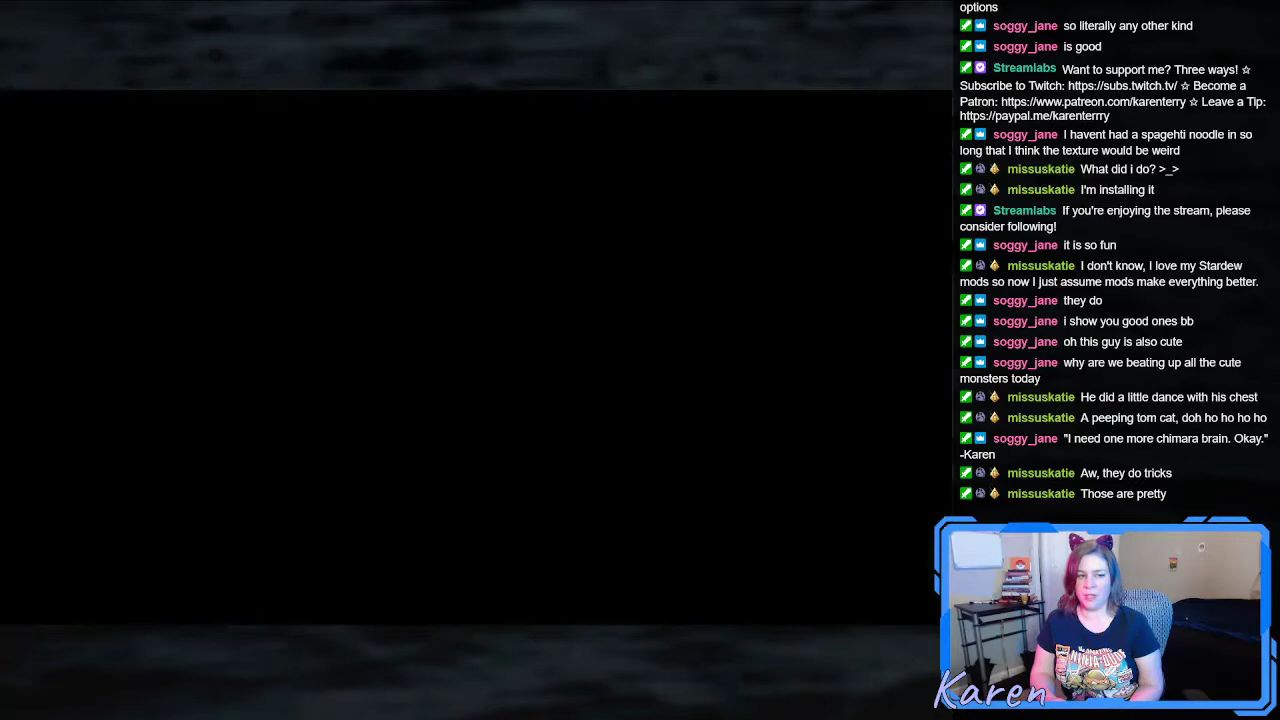 options
soggy_jane so literally any other kind
soggy_jane is good
Streamlabs Want to support me? Three ways! ☆
Subscribe to Twitch: https://subs.twitch.tv/ ☆ Become a
Patron: https://www.patreon.com/karenterry ☆ Leave a Tip:
https://paypal.me/karenterrry
soggy_jane I havent had a spagehti noodle in so
long that I think the texture would be weird
missuskatie What did i do? >_>
missuskatie I'm installing it
Streamlabs If you're enjoying the stream, please
consider following!
soggy_jane it is so fun
missuskatie I don't know, I love my Stardew
mods so now I just assume mods make everything better.
soggy_jane they do
soggy_jane i show you good ones bb
soggy_jane oh this guy is also cute
soggy_jane why are we beating up all the cute
monsters today
missuskatie He did a little dance with his chest
missuskatie A peeping tom cat, doh ho ho ho ho
soggy_jane "I need one more chimara brain. Okay."
-Karen
missuskatie Aw, they do tricks
missuskatie Those are pretty
NINJA-DUDE
Karen